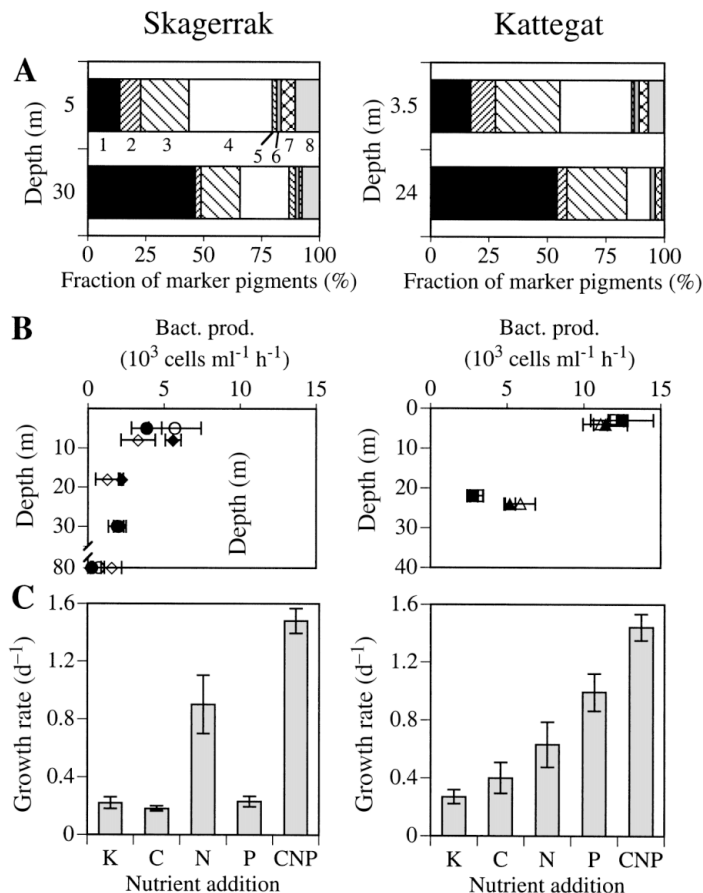 Skagerrak Kattegat
A
Depth (m) 5 Depth (m) 3.5
1 2 3 4 5 6 7 8
30 24
0 25 50 75 100 0 25 50 75 100
Fraction of marker pigments (%) Fraction of marker pigments (%)
B Bact. prod. Bact. prod.
(10³ cells ml⁻¹ h⁻¹) (10³ cells ml⁻¹ h⁻¹)
0 5 10 15 0 5 10 15
Depth (m) Depth (m) Depth (m) 0
10 10
20 20
30 30
80 40
C 1.6 1.6
Growth rate (d⁻¹) Growth rate (d⁻¹)
1.2 1.2
0.8 0.8
0.4 0.4
0 0
K C N P CNP K C N P CNP
Nutrient addition Nutrient addition